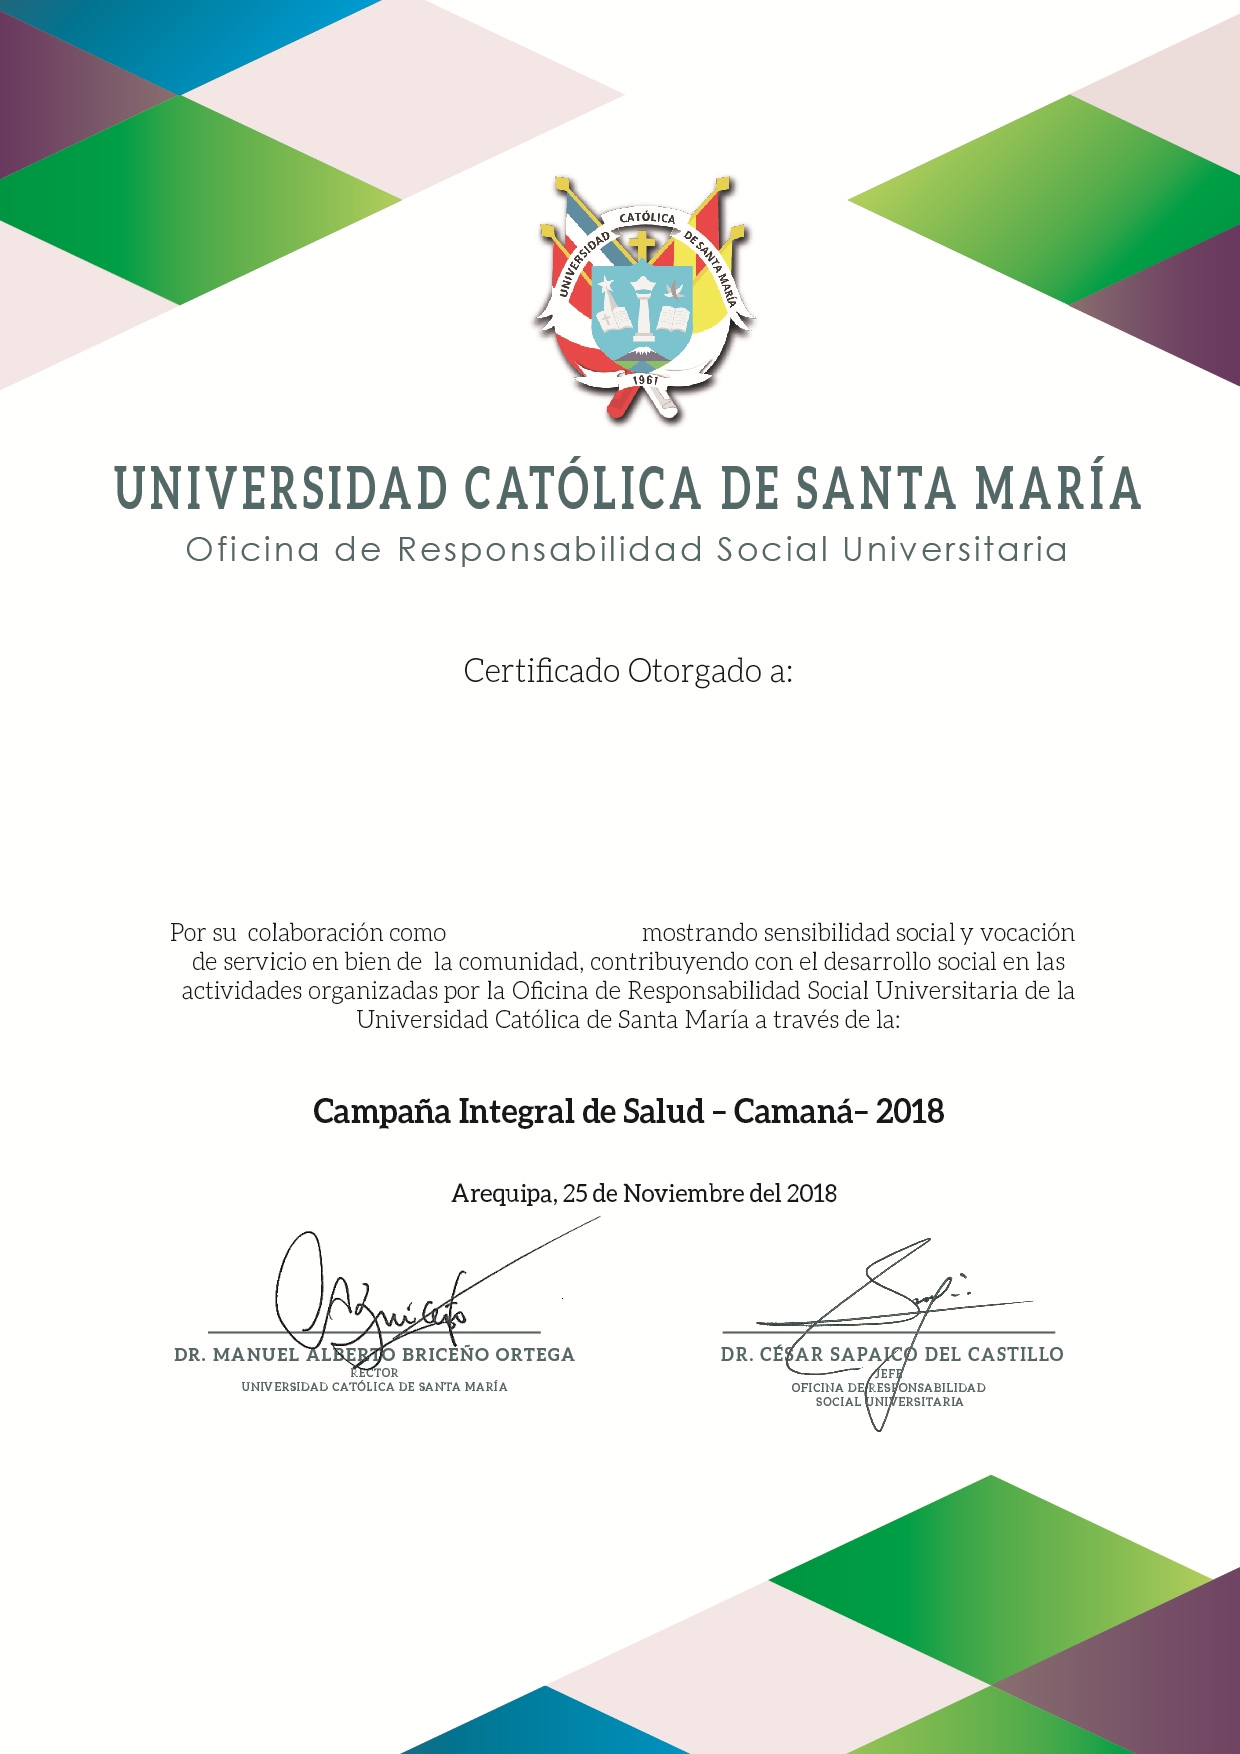 UNIVERSIDAD CATÓLICA DE SANTA MARÍA
1961
UNIVERSIDAD CATÓLICA DE SANTA MARÍA
Oficina de Responsabilidad Social Universitaria
Certificado Otorgado a:
Por su colaboración como mostrando sensibilidad social y vocación
de servicio en bien de la comunidad, contribuyendo con el desarrollo social en las
actividades organizadas por la Oficina de Responsabilidad Social Universitaria de la
Universidad Católica de Santa María a través de la:
Campaña Integral de Salud – Camaná– 2018
Arequipa, 25 de Noviembre del 2018
DR. MANUEL ALBERTO BRICEÑO ORTEGA
RECTOR
UNIVERSIDAD CATÓLICA DE SANTA MARÍA
DR. CÉSAR SAPAICO DEL CASTILLO
JEFE
OFICINA DE RESPONSABILIDAD
SOCIAL UNIVERSITARIA